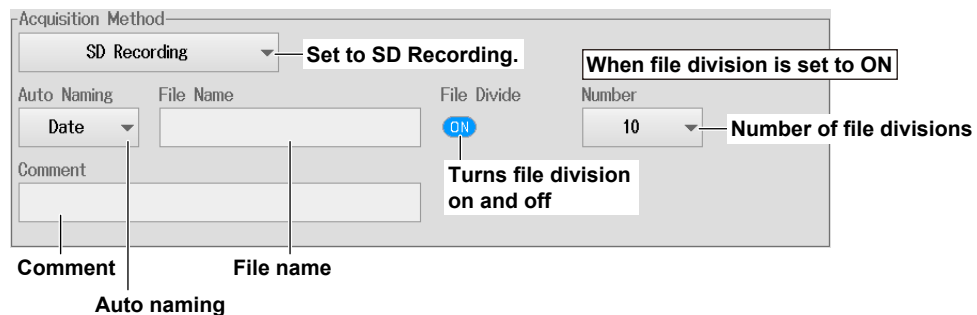 Acquisition Method
SD Recording
Set to SD Recording.
When file division is set to ON
Auto Naming
File Name
File Divide
Number
Date
ON
10
Number of file divisions
Comment
Turns file division
on and off
Comment
File name
Auto naming